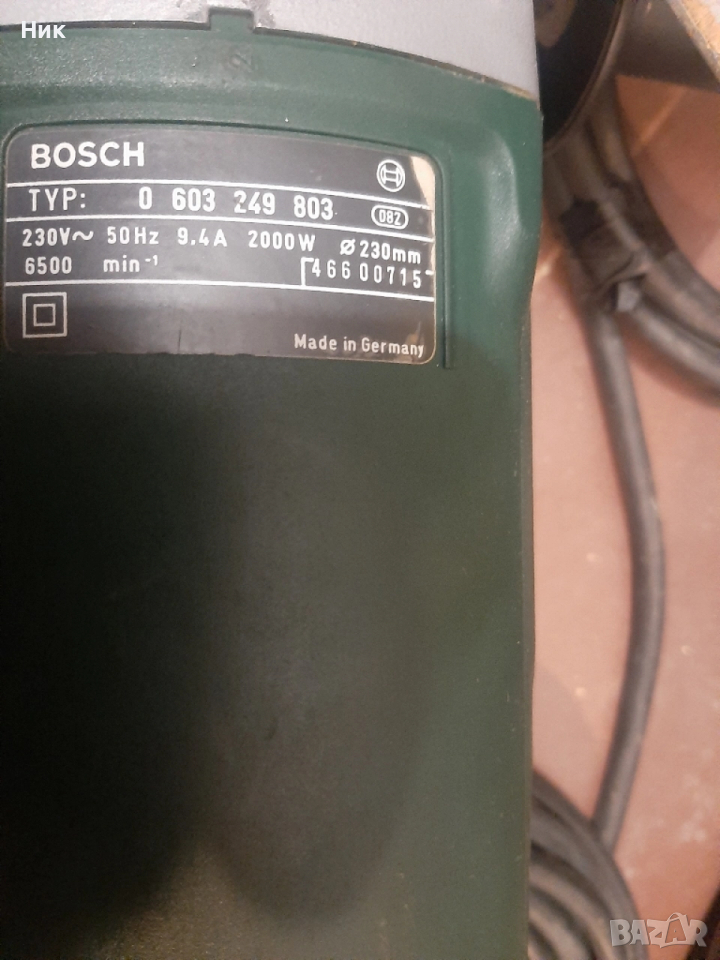 Ник
BOSCH
TYP: 0 603 249 803 082
230V~ 50Hz 9.4A 2000W Ø 230mm
6500 min⁻¹ 46600715
Made in Germany
BAZAR